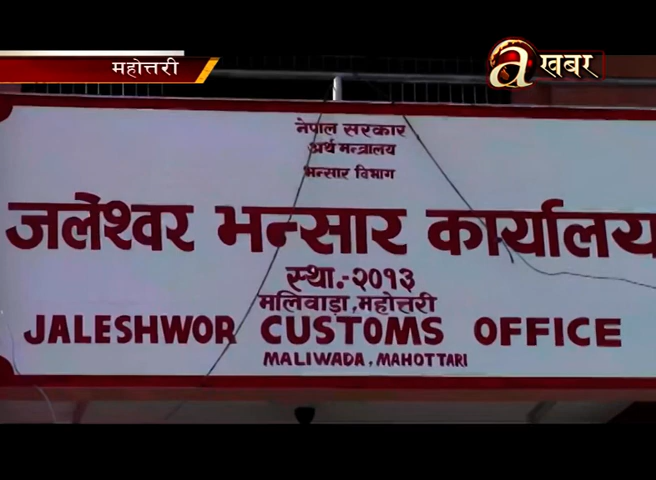 महोत्तरी
a खबर
नेपाल सरकार
अर्थ मन्त्रालय
भन्सार विभाग
जलेश्वर भन्सार कार्यालय
स्था.-२०१३
मलिवाड़ा,महोत्तरी
JALESHWOR CUSTOMS OFFICE
MALIWADA, MAHOTTARI